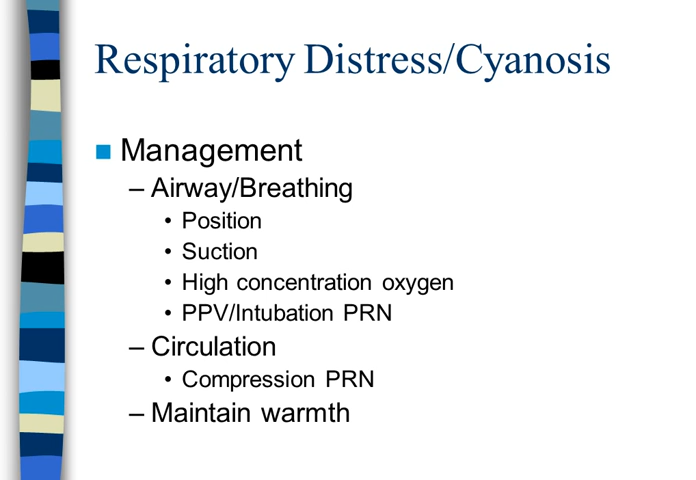 Respiratory Distress/Cyanosis
Management
– Airway/Breathing
• Position
• Suction
• High concentration oxygen
• PPV/Intubation PRN
– Circulation
• Compression PRN
– Maintain warmth